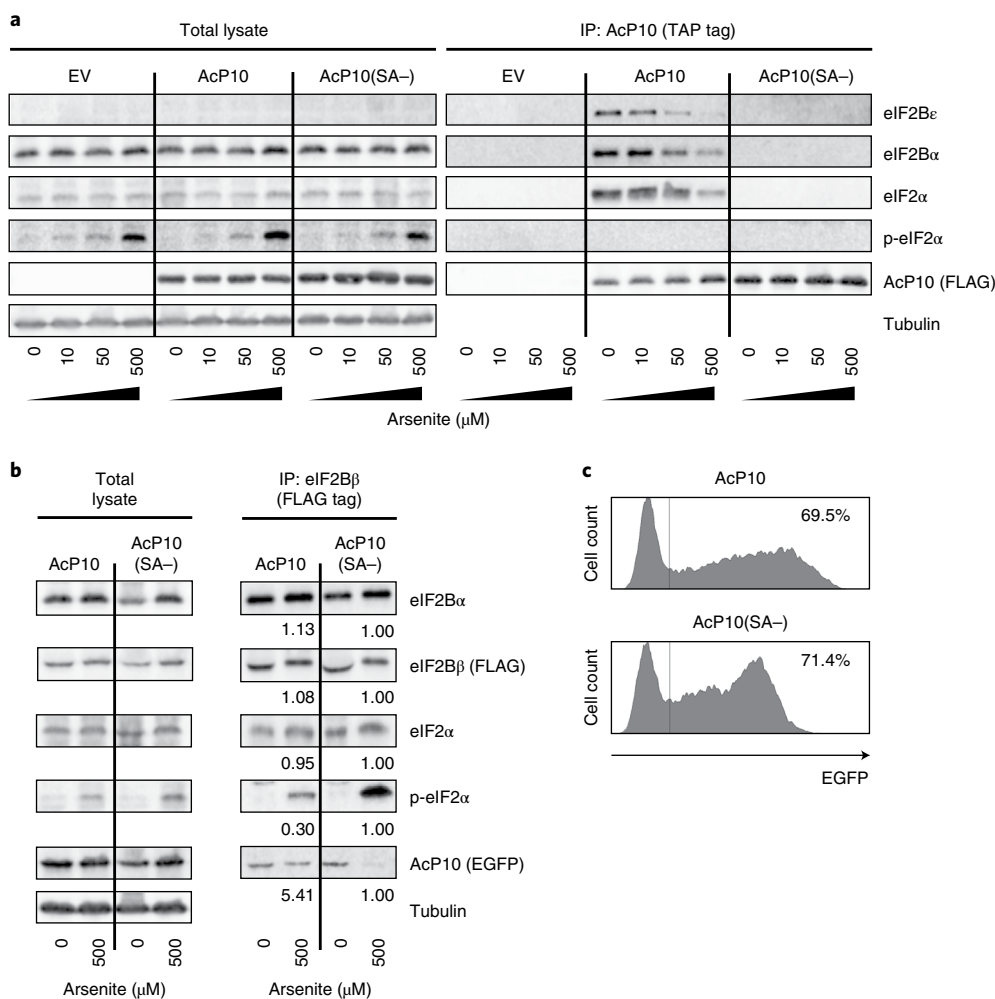 a
Total lysate
IP: AcP10 (TAP tag)
EV
AcP10
AcP10(SA–)
EV
AcP10
AcP10(SA–)
eIF2Bε
eIF2Bα
eIF2α
p-eIF2α
AcP10 (FLAG)
Tubulin
0 10 50 500 0 10 50 500 0 10 50 500 0 10 50 500 0 10 50 500 0 10 50 500
Arsenite (μM)
b
Total
lysate
IP: eIF2Bβ
(FLAG tag)
AcP10
AcP10
(SA–)
AcP10
AcP10
(SA–)
eIF2Bα
1.13 1.00
eIF2Bβ (FLAG)
1.08 1.00
eIF2α
0.95 1.00
p-eIF2α
0.30 1.00
AcP10 (EGFP)
5.41 1.00
Tubulin
0 500 0 500 0 500 0 500
Arsenite (μM)
Arsenite (μM)
c
AcP10
Cell count
69.5%
AcP10(SA–)
Cell count
71.4%
EGFP